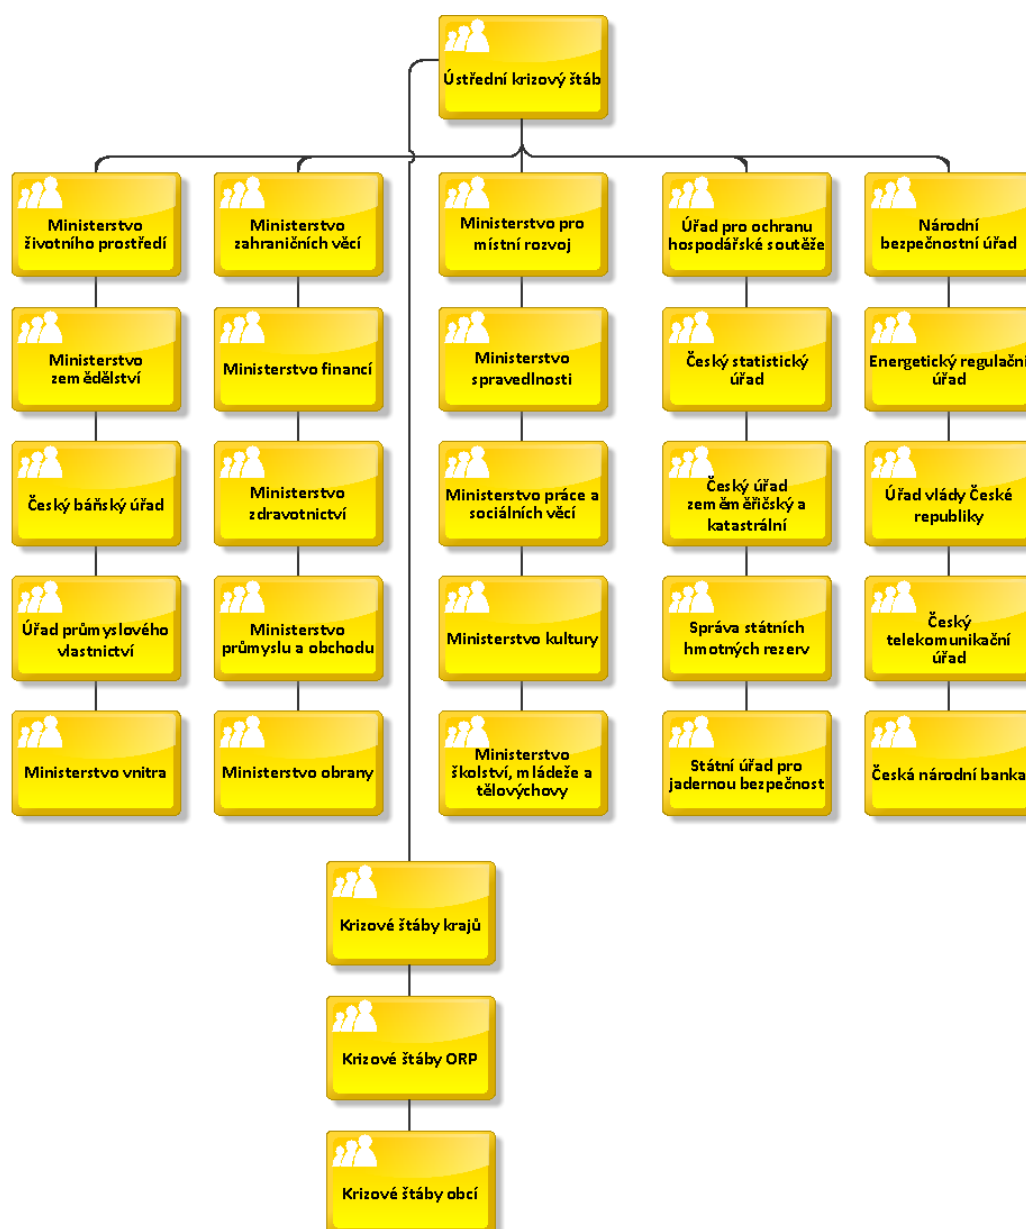 Ústřední krizový štáb
Ministerstvo
životního prostředí
Ministerstvo
zahraničních věcí
Ministerstvo pro
místní rozvoj
Úřad pro ochranu
hospodářské soutěže
Národní
bezpečnostní úřad
Ministerstvo
zemědělství
Ministerstvo financí
Ministerstvo
spravedlnosti
Český statistický
úřad
Energetický regulační
úřad
Český báňský úřad
Ministerstvo
zdravotnictví
Ministerstvo práce a
sociálních věcí
Český úřad
zeměměřičský a
katastrální
Úřad vlády České
republiky
Úřad průmyslového
vlastnictví
Ministerstvo
průmyslu a obchodu
Ministerstvo kultury
Správa státních
hmotných rezerv
Český
telekomunikační
úřad
Ministerstvo vnitra
Ministerstvo obrany
Ministerstvo
školství, mládeže a
tělovýchovy
Státní úřad pro
jadernou bezpečnost
Česká národní banka
Krizové štáby krajů
Krizové štáby ORP
Krizové štáby obcí